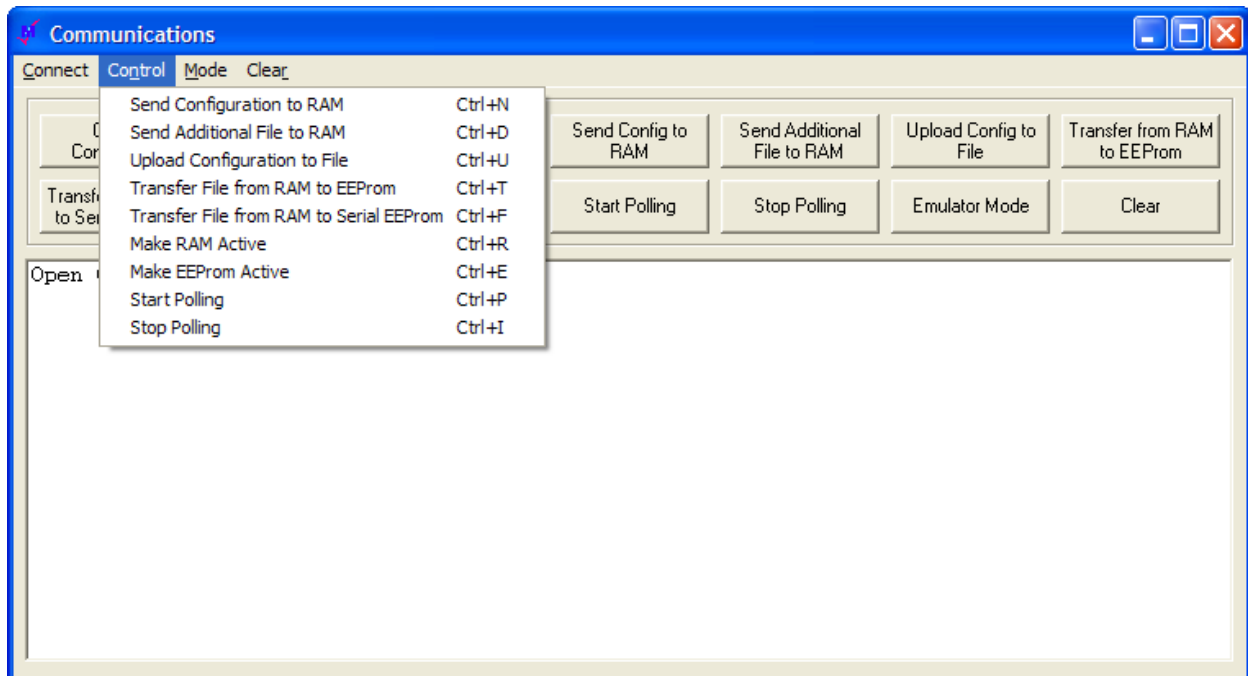 Communications
Connect Control Mode Clear
Send Configuration to RAM Ctrl+N
Send Additional File to RAM Ctrl+D
Upload Configuration to File Ctrl+U
Transfer File from RAM to EEProm Ctrl+T
Transfer File from RAM to Serial EEProm Ctrl+F
Make RAM Active Ctrl+R
Make EEProm Active Ctrl+E
Start Polling Ctrl+P
Stop Polling Ctrl+I
Send Config to
RAM
Send Additional
File to RAM
Upload Config to
File
Transfer from RAM
to EEProm
to
Start Polling
Stop Polling
Emulator Mode
Clear
Open